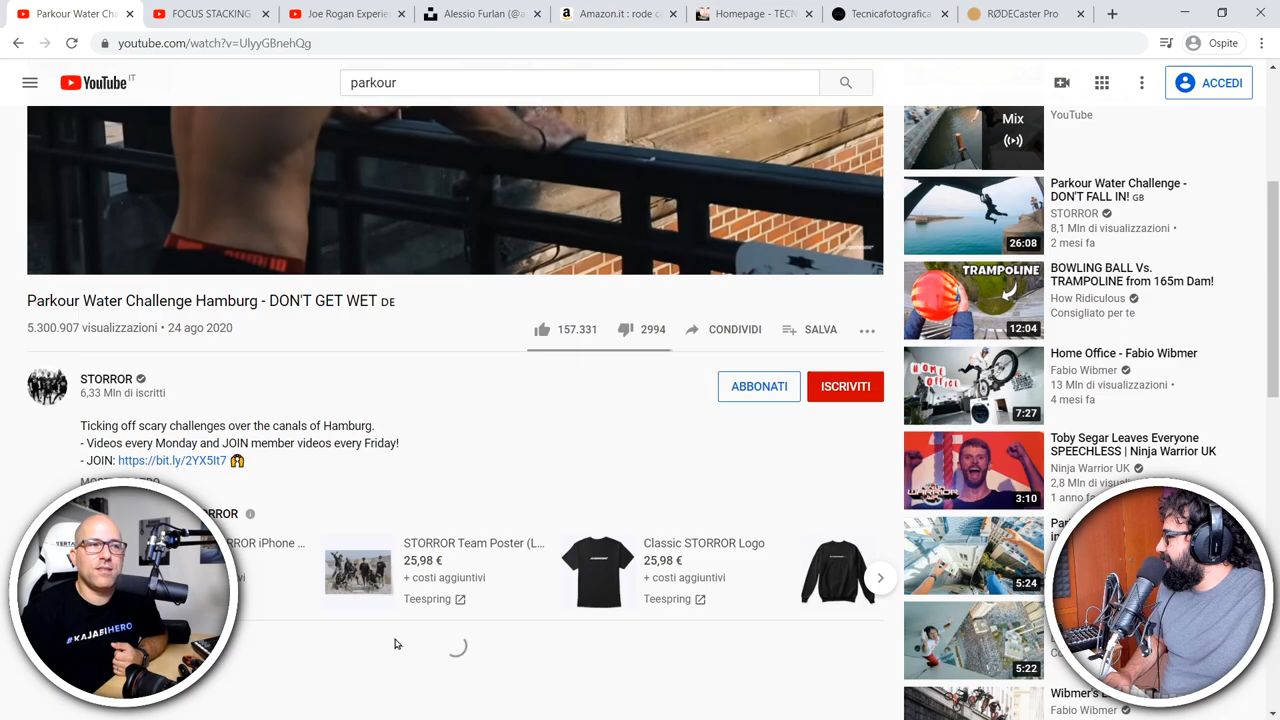 Parkour Water Cha
FOCUS STACKING
Joe Rogan Experie
Alessio Furlan (@a
Amazon.it : rode c
Homepage - TECN
Tecnicafotografica
RØDECaster Pro
youtube.com/watch?v=UlyyGBnehQg
Ospite
YouTube IT
parkour
ACCEDI
Mix
YouTube
Parkour Water Challenge -
DON'T FALL IN! GB
STORROR
8,1 Mln di visualizzazioni •
2 mesi fa
26:08
TRAMPOLINE
12:04
BOWLING BALL Vs.
TRAMPOLINE from 165m Dam!
How Ridiculous
Consigliato per te
Parkour Water Challenge Hamburg - DON'T GET WET DE
5.300.907 visualizzazioni • 24 ago 2020
157.331
2994
CONDIVIDI
SALVA
HOME
OFFICE
7:27
Home Office - Fabio Wibmer
Fabio Wibmer
13 Mln di visualizzazioni •
4 mesi fa
STORROR
6,33 Mln di iscritti
ABBONATI
ISCRIVITI
Ticking off scary challenges over the canals of Hamburg.
- Videos every Monday and JOIN member videos every Friday!
- JOIN: https://bit.ly/2YX5It7
NINJA
WARRIOR UK
3:10
Toby Segar Leaves Everyone
SPEECHLESS | Ninja Warrior UK
Ninja Warrior UK
2,8 Mln di
1 anno fa
STORROR iPhone ...
STORROR Team Poster (L...
25,98 €
+ costi aggiuntivi
Teespring
Classic STORROR Logo
25,98 €
+ costi aggiuntivi
Teespring
5:24
5:22
Fabio Wibmer
#KAJABIHERO